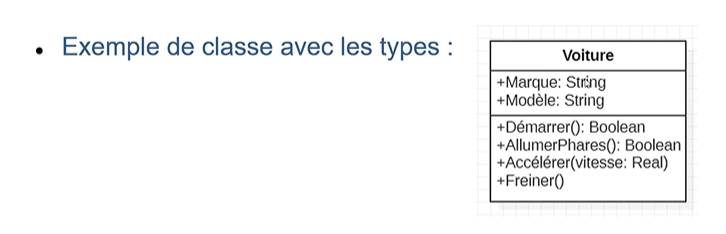 • Exemple de classe avec les types :
Voiture
+Marque: String
+Modèle: String
+Démarrer(): Boolean
+AllumerPhares(): Boolean
+Accélérer(vitesse: Real)
+Freiner()